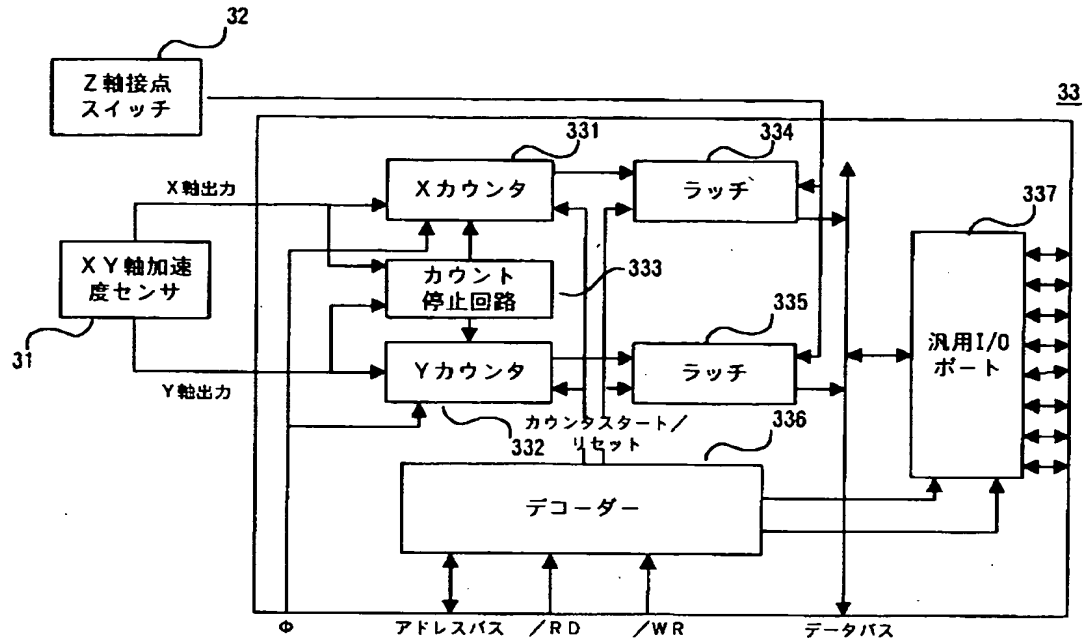 32
Z軸接点
スイッチ
33
331
334
Xカウンタ
ラッチ
X軸出力
337
XY軸加速
度センサ
カウント
停止回路
333
汎用I/O
ポート
31
335
Y軸出力
Yカウンタ
ラッチ
332
カウンタスタート/
リセット
336
デコーダー
Φ
アドレスバス
/RD
/WR
データバス